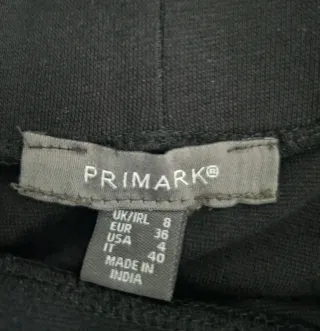 PRIMARK®
UK/IRL 8
EUR 36
USA 4
IT 40
MADE IN
INDIA